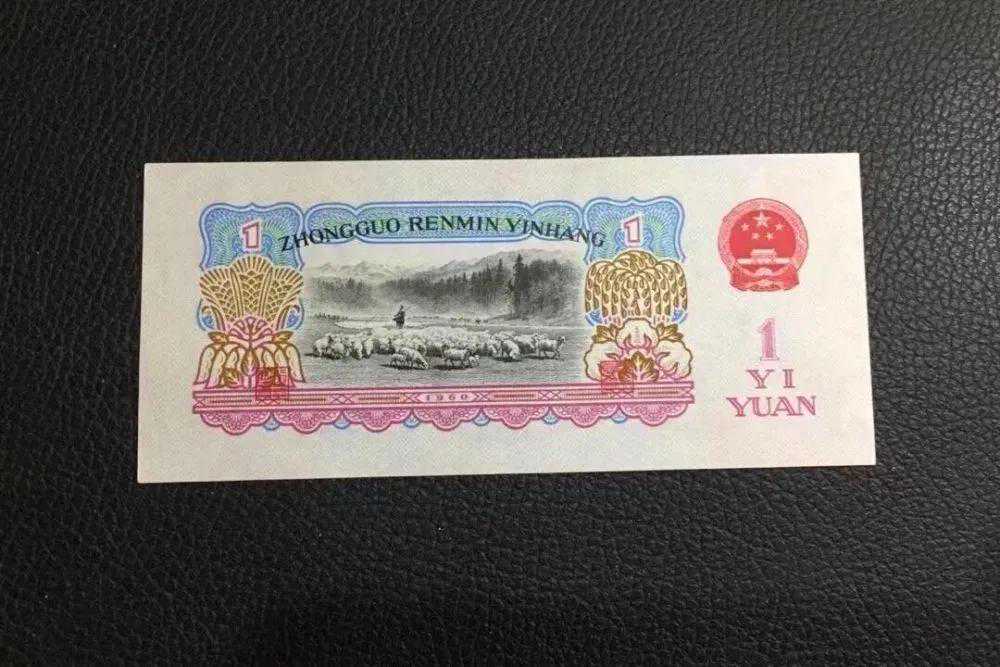 1
ZHONGGUO RENMIN YINHANG
1
1960
1
YI
YUAN